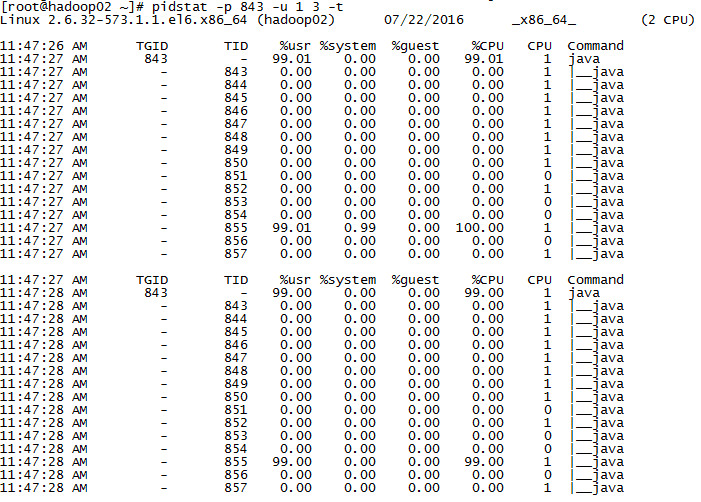 [root@hadoop02 ~]# pidstat -p 843 -u 1 3 -t
Linux 2.6.32-573.1.1.el6.x86_64 (hadoop02) 07/22/2016 _x86_64_ (2 CPU)
11:47:26 AM TGID TID %usr %system %guest %CPU CPU Command
11:47:27 AM 843 - 99.01 0.00 0.00 99.01 1 java
11:47:27 AM - 843 0.00 0.00 0.00 0.00 1 |__java
11:47:27 AM - 844 0.00 0.00 0.00 0.00 1 |__java
11:47:27 AM - 845 0.00 0.00 0.00 0.00 1 |__java
11:47:27 AM - 846 0.00 0.00 0.00 0.00 1 |__java
11:47:27 AM - 847 0.00 0.00 0.00 0.00 1 |__java
11:47:27 AM - 848 0.00 0.00 0.00 0.00 1 |__java
11:47:27 AM - 849 0.00 0.00 0.00 0.00 1 |__java
11:47:27 AM - 850 0.00 0.00 0.00 0.00 1 |__java
11:47:27 AM - 851 0.00 0.00 0.00 0.00 0 |__java
11:47:27 AM - 852 0.00 0.00 0.00 0.00 1 |__java
11:47:27 AM - 853 0.00 0.00 0.00 0.00 0 |__java
11:47:27 AM - 854 0.00 0.00 0.00 0.00 0 |__java
11:47:27 AM - 855 99.01 0.99 0.00 100.00 1 |__java
11:47:27 AM - 856 0.00 0.00 0.00 0.00 0 |__java
11:47:27 AM - 857 0.00 0.00 0.00 0.00 1 |__java
11:47:27 AM TGID TID %usr %system %guest %CPU CPU Command
11:47:28 AM 843 - 99.00 0.00 0.00 99.00 1 java
11:47:28 AM - 843 0.00 0.00 0.00 0.00 1 |__java
11:47:28 AM - 844 0.00 0.00 0.00 0.00 1 |__java
11:47:28 AM - 845 0.00 0.00 0.00 0.00 1 |__java
11:47:28 AM - 846 0.00 0.00 0.00 0.00 1 |__java
11:47:28 AM - 847 0.00 0.00 0.00 0.00 1 |__java
11:47:28 AM - 848 0.00 0.00 0.00 0.00 1 |__java
11:47:28 AM - 849 0.00 0.00 0.00 0.00 1 |__java
11:47:28 AM - 850 0.00 0.00 0.00 0.00 1 |__java
11:47:28 AM - 851 0.00 0.00 0.00 0.00 0 |__java
11:47:28 AM - 852 0.00 0.00 0.00 0.00 1 |__java
11:47:28 AM - 853 0.00 0.00 0.00 0.00 0 |__java
11:47:28 AM - 854 0.00 0.00 0.00 0.00 0 |__java
11:47:28 AM - 855 99.00 0.00 0.00 99.00 1 |__java
11:47:28 AM - 856 0.00 0.00 0.00 0.00 0 |__java
11:47:28 AM - 857 0.00 0.00 0.00 0.00 1 |__java